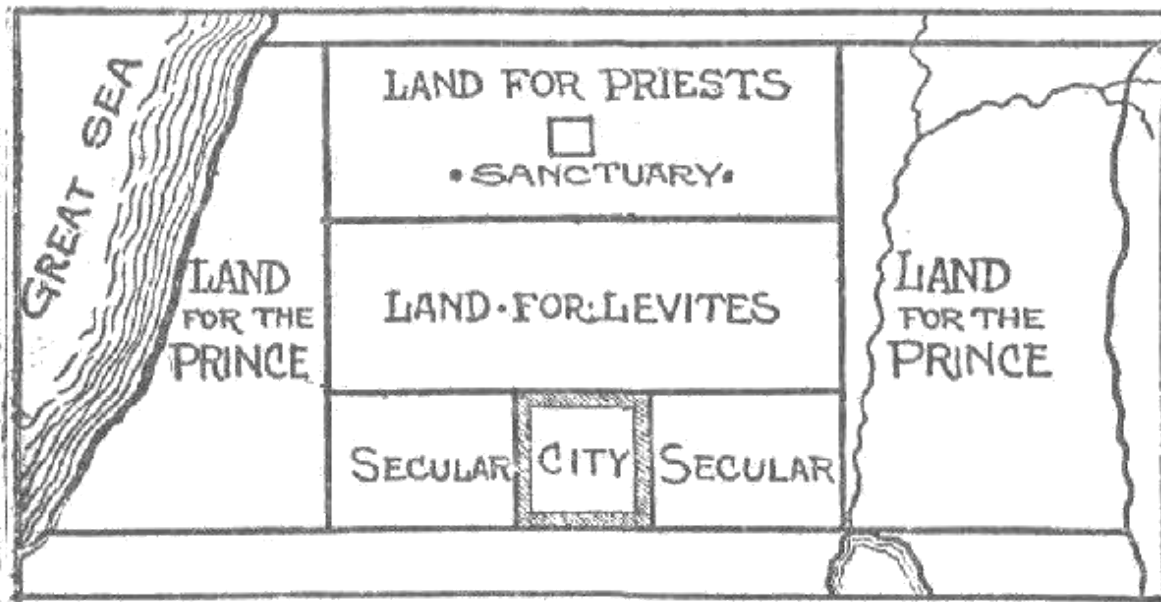 GREAT SEA
LAND FOR PRIESTS
•SANCTUARY•
LAND
FOR THE
PRINCE
LAND•FOR:LEVITES
LAND
FOR THE
PRINCE
SECULAR
CITY
SECULAR